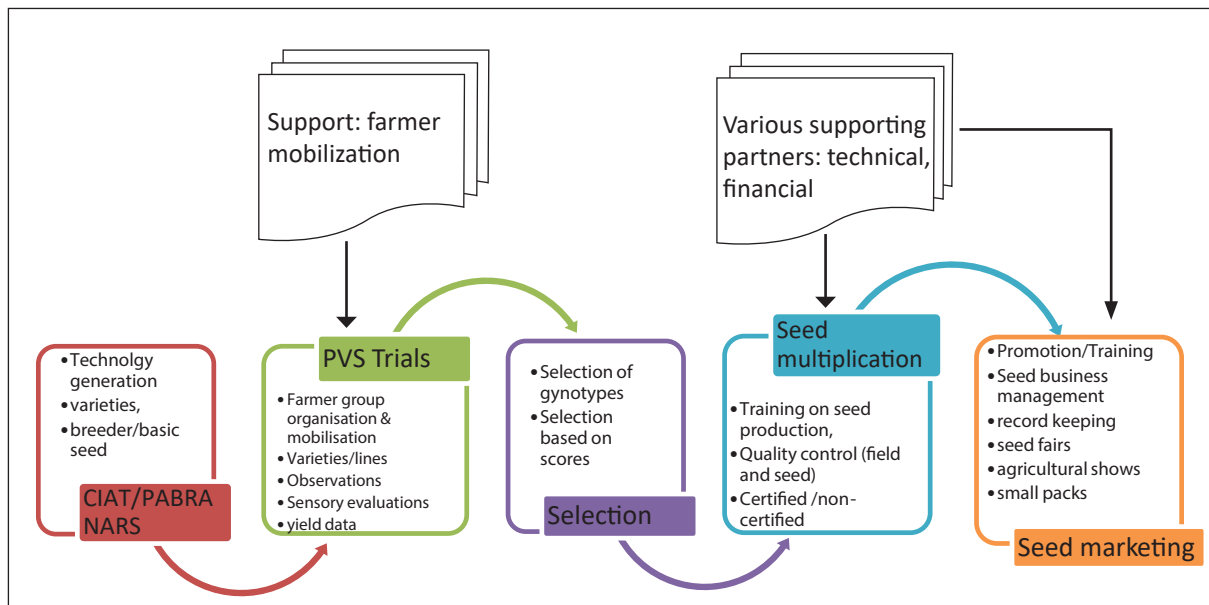 Support: farmer
mobilization
Various supporting
partners: technical,
financial
•Technolgy
generation
•varieties,
•breeder/basic
seed
CIAT/PABRA
NARS
PVS Trials
•Farmer group
organisation &
mobilisation
•Varieties/lines
•Observations
•Sensory evaluations
•yield data
•Selection of
gynotypes
•Selection
based on
scores
Selection
Seed
multiplication
•Training on seed
production,
•Quality control (field
and seed)
•Certified /non-
certified
•Promotion/Training
•Seed business
management
•record keeping
•seed fairs
•agricultural shows
•small packs
Seed marketing